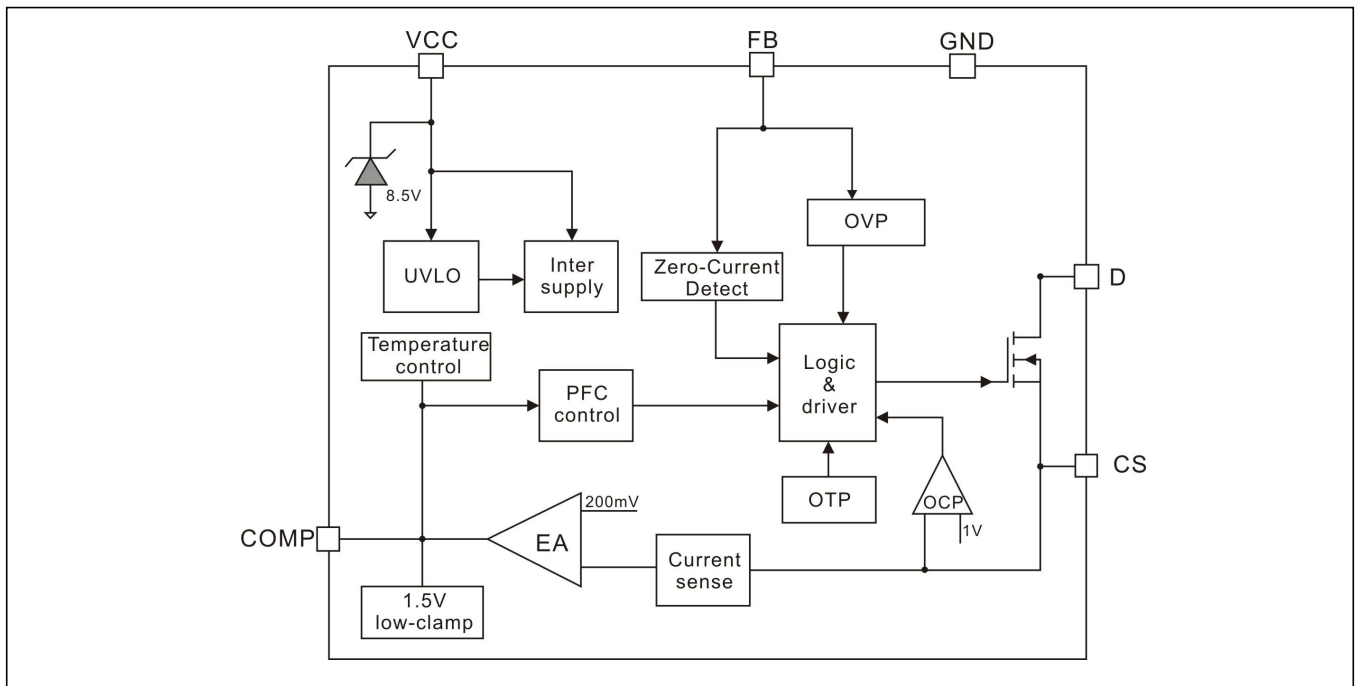 VCC
FB
GND
8.5V
OVP
UVLO
Inter
supply
Zero-Current
Detect
D
Temperature
control
PFC
control
Logic
&
driver
CS
OTP
OCP
1V
200mV
COMP
EA
Current
sense
1.5V
low-clamp